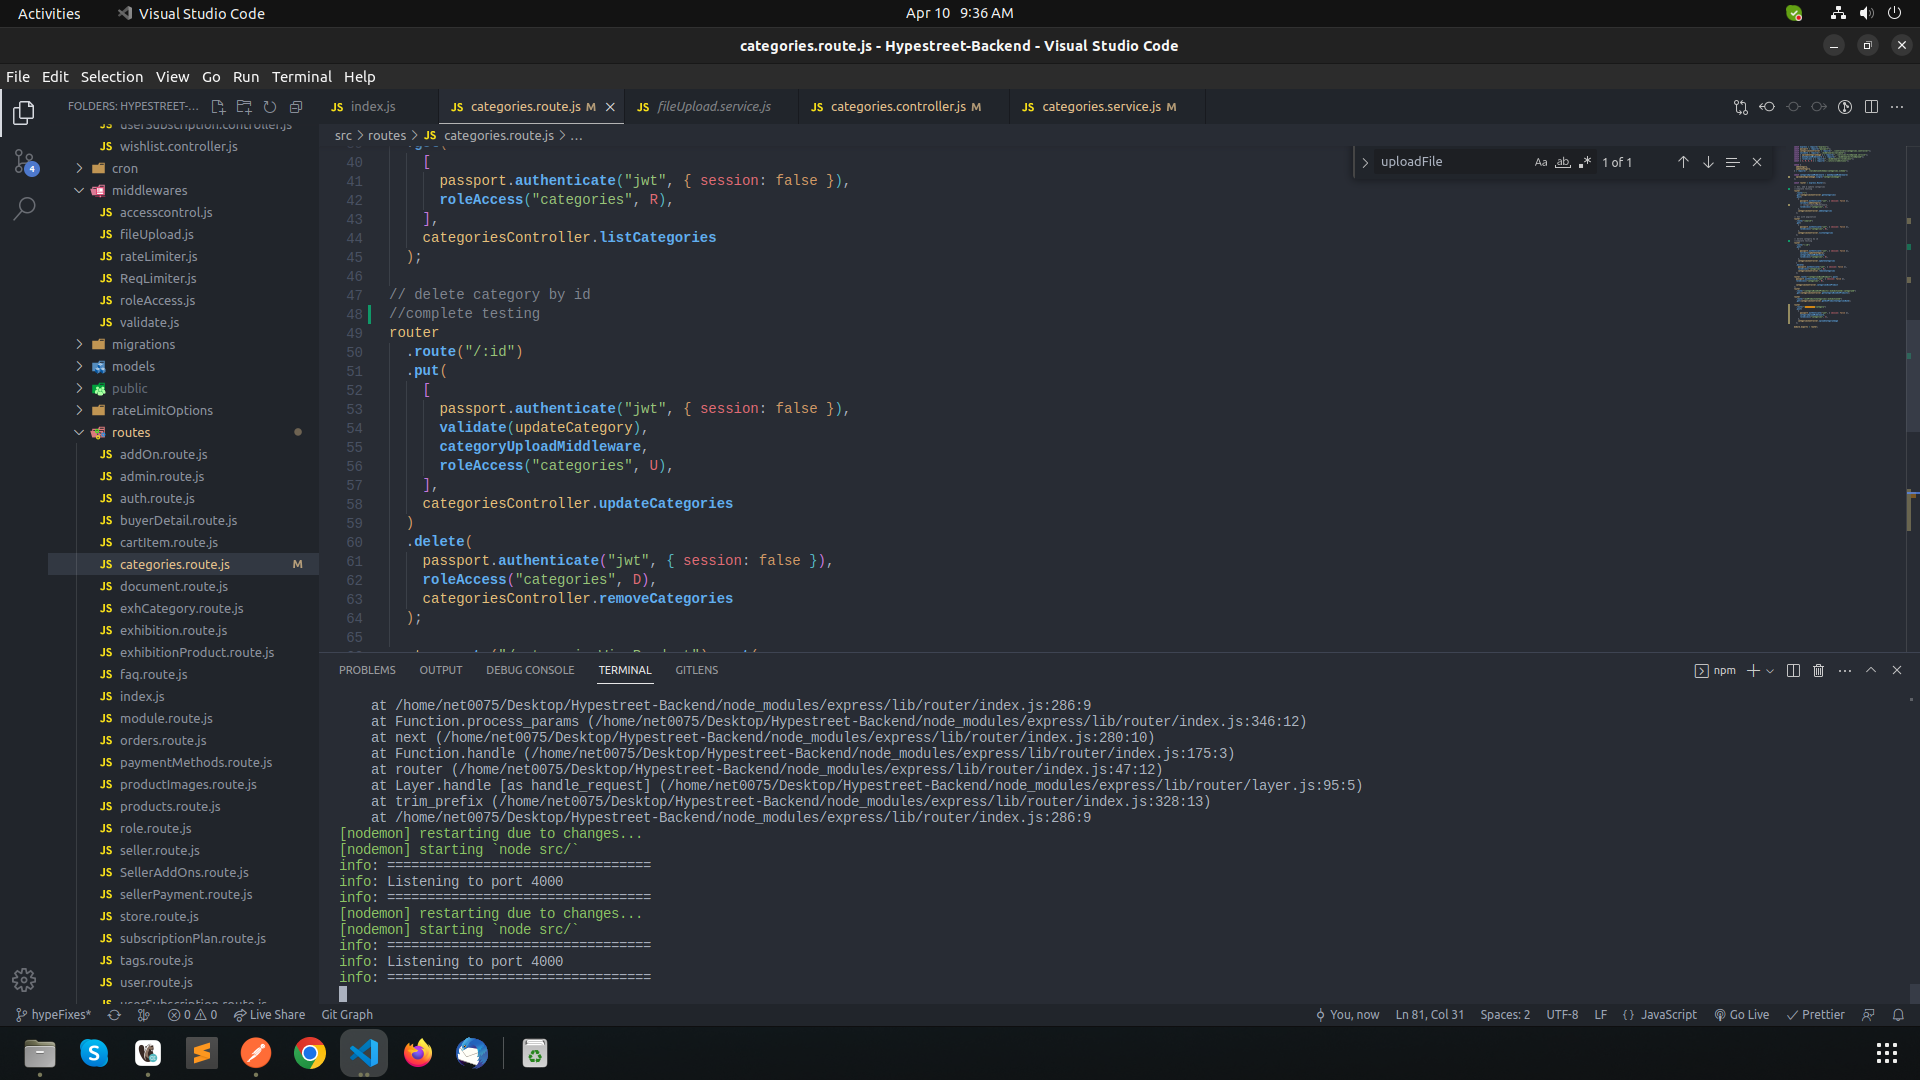 Activities
Visual Studio Code
Apr 10 9:36 AM
categories.route.js - Hypestreet-Backend - Visual Studio Code
File Edit Selection View Go Run Terminal Help
FOLDERS: HYPESTREET-...
index.js
categories.route.js M
fileUpload.service.js
categories.controller.js M
categories.service.js M
src > routes > JS categories.route.js > ...
uploadFile
1 of 1
userSubscription.controller.js
wishlist.controller.js
cron
middlewares
accesscontrol.js
fileUpload.js
rateLimiter.js
ReqLimiter.js
roleAccess.js
validate.js
migrations
models
public
rateLimitOptions
routes
addOn.route.js
admin.route.js
auth.route.js
buyerDetail.route.js
cartItem.route.js
categories.route.js M
document.route.js
exhCategory.route.js
exhibition.route.js
exhibitionProduct.route.js
faq.route.js
index.js
module.route.js
orders.route.js
paymentMethods.route.js
productImages.route.js
products.route.js
role.route.js
seller.route.js
SellerAddOns.route.js
sellerPayment.route.js
store.route.js
subscriptionPlan.route.js
tags.route.js
user.route.js
userSubscription.route.js
40 [
41 passport.authenticate("jwt", { session: false }),
42 roleAccess("categories", R),
43 ],
44 categoriesController.listCategories
45 );
46
47 // delete category by id
48 //complete testing
49 router
50 .route("/:id")
51 .put(
52 [
53 passport.authenticate("jwt", { session: false }),
54 validate(updateCategory),
55 categoryUploadMiddleware,
56 roleAccess("categories", U),
57 ],
58 categoriesController.updateCategories
59 )
60 .delete(
61 passport.authenticate("jwt", { session: false }),
62 roleAccess("categories", D),
63 categoriesController.removeCategories
64 );
65
PROBLEMS OUTPUT DEBUG CONSOLE TERMINAL GITLENS
npm
at /home/net0075/Desktop/Hypestreet-Backend/node_modules/express/lib/router/index.js:286:9
at Function.process_params (/home/net0075/Desktop/Hypestreet-Backend/node_modules/express/lib/router/index.js:346:12)
at next (/home/net0075/Desktop/Hypestreet-Backend/node_modules/express/lib/router/index.js:280:10)
at Function.handle (/home/net0075/Desktop/Hypestreet-Backend/node_modules/express/lib/router/index.js:175:3)
at router (/home/net0075/Desktop/Hypestreet-Backend/node_modules/express/lib/router/index.js:47:12)
at Layer.handle [as handle_request] (/home/net0075/Desktop/Hypestreet-Backend/node_modules/express/lib/router/layer.js:95:5)
at trim_prefix (/home/net0075/Desktop/Hypestreet-Backend/node_modules/express/lib/router/index.js:328:13)
at /home/net0075/Desktop/Hypestreet-Backend/node_modules/express/lib/router/index.js:286:9
[nodemon] restarting due to changes...
[nodemon] starting `node src/`
info: =================================
info: Listening to port 4000
info: =================================
[nodemon] restarting due to changes...
[nodemon] starting `node src/`
info: =================================
info: Listening to port 4000
info: =================================
hypeFixes* 0 0 Live Share Git Graph
You, now Ln 81, Col 31 Spaces: 2 UTF-8 LF {} JavaScript Go Live Prettier